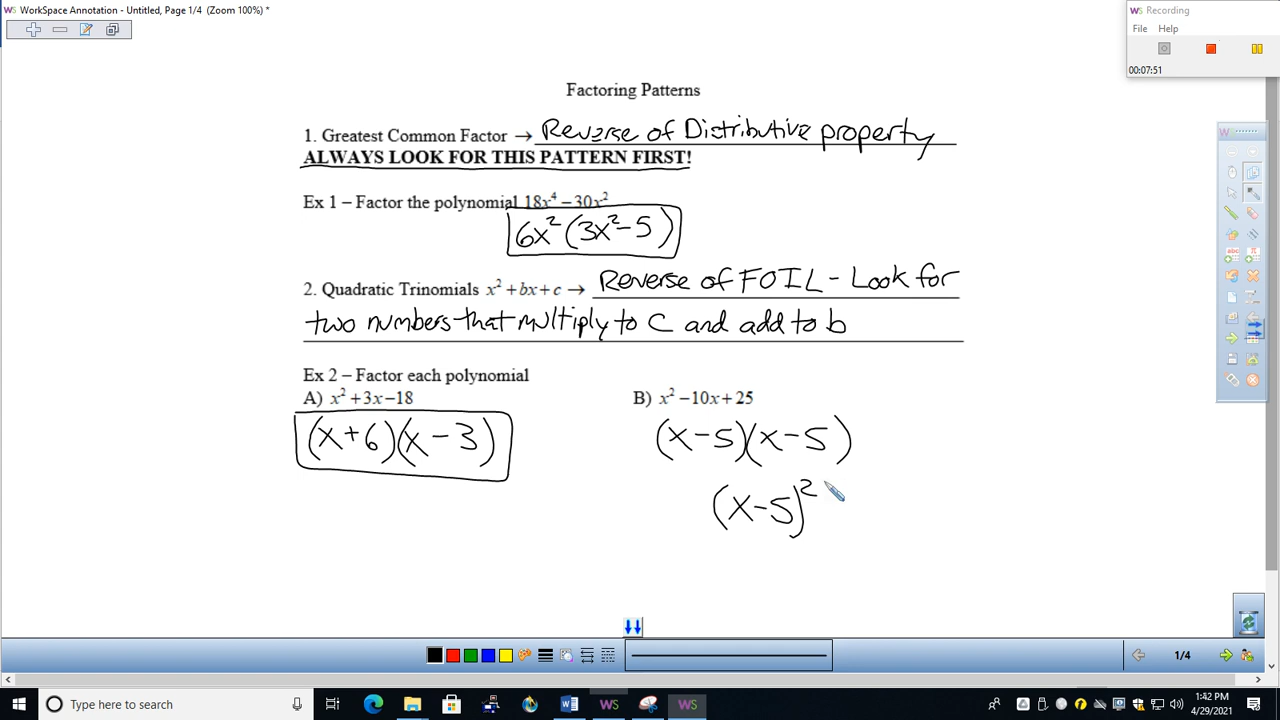 WorkSpace Annotation - Untitled, Page 1/4 (Zoom 100%) *
WS Recording
File Help
00:07:51
Factoring Patterns
1. Greatest Common Factor → Reverse of Distributive property
ALWAYS LOOK FOR THIS PATTERN FIRST!
Ex 1 – Factor the polynomial 18x⁴ – 30x²
6x² (3x² – 5)
2. Quadratic Trinomials x² + bx + c → Reverse of FOIL - Look for
two numbers that multiply to C and add to b
Ex 2 – Factor each polynomial
A) x² + 3x – 18 B) x² – 10x + 25
(x + 6)(x – 3) (x – 5)(x – 5)
(x – 5)²
1/4
Type here to search
1:42 PM
4/29/2021